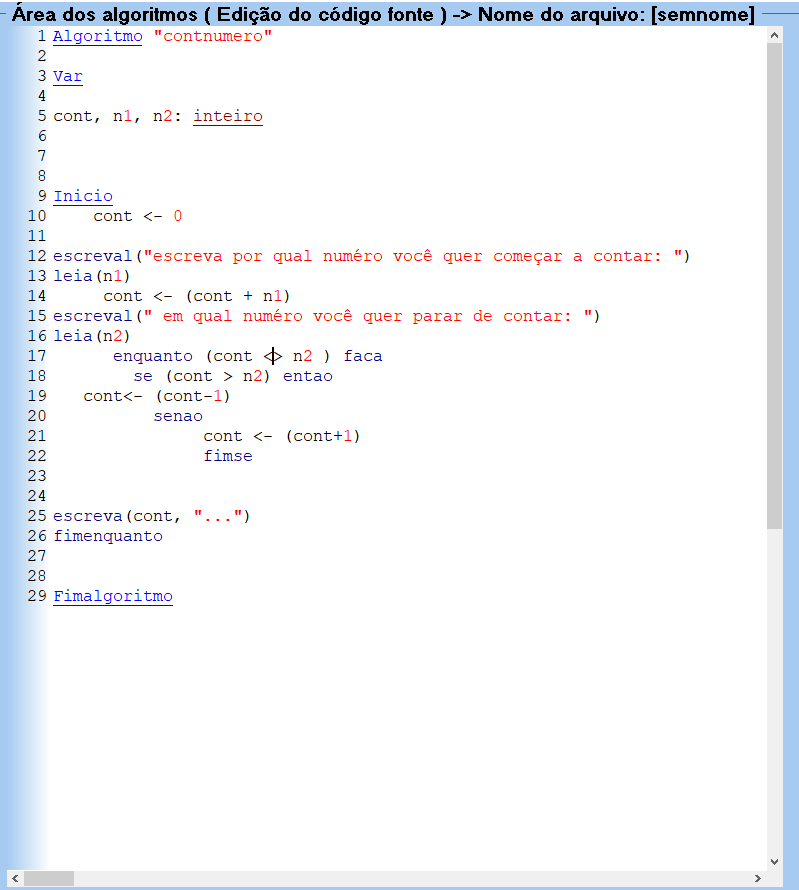 Área dos algoritmos ( Edição do código fonte ) -> Nome do arquivo: [semnome]
1 Algoritmo "contnumero"
2
3 Var
4
5 cont, n1, n2: inteiro
6
7
8
9 Inicio
10 cont <- 0
11
12 escreval("escreva por qual numéro você quer começar a contar: ")
13 leia(n1)
14 cont <- (cont + n1)
15 escreval(" em qual numéro você quer parar de contar: ")
16 leia(n2)
17 enquanto (cont <> n2 ) faca
18 se (cont > n2) entao
19 cont<- (cont-1)
20 senao
21 cont <- (cont+1)
22 fimse
23
24
25 escreva(cont, "...")
26 fimenquanto
27
28
29 Fimalgoritmo